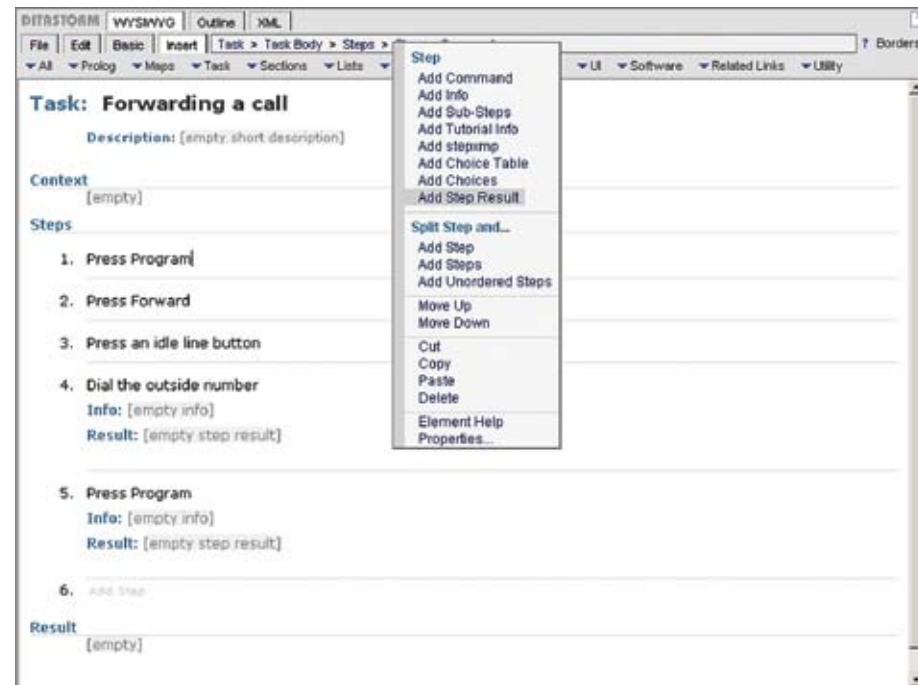 DITASTORM WYSIWYG Outline XML
File Edit Basic Insert Task > Task Body > Steps > ? Borders
All Prolog Maps Task Sections Lists UI Software Related Links Utility
Task: Forwarding a call
Description: [empty short description]
Context
[empty]
Steps
1. Press Program
2. Press Forward
3. Press an idle line button
4. Dial the outside number
Info: [empty info]
Result: [empty step result]
5. Press Program
Info: [empty info]
Result: [empty step result]
6. Add Step
Result
[empty]
Step
Add Command
Add Info
Add Sub-Steps
Add Tutorial Info
Add stepxmp
Add Choice Table
Add Choices
Add Step Result
Split Step and...
Add Step
Add Steps
Add Unordered Steps
Move Up
Move Down
Cut
Copy
Paste
Delete
Element Help
Properties...